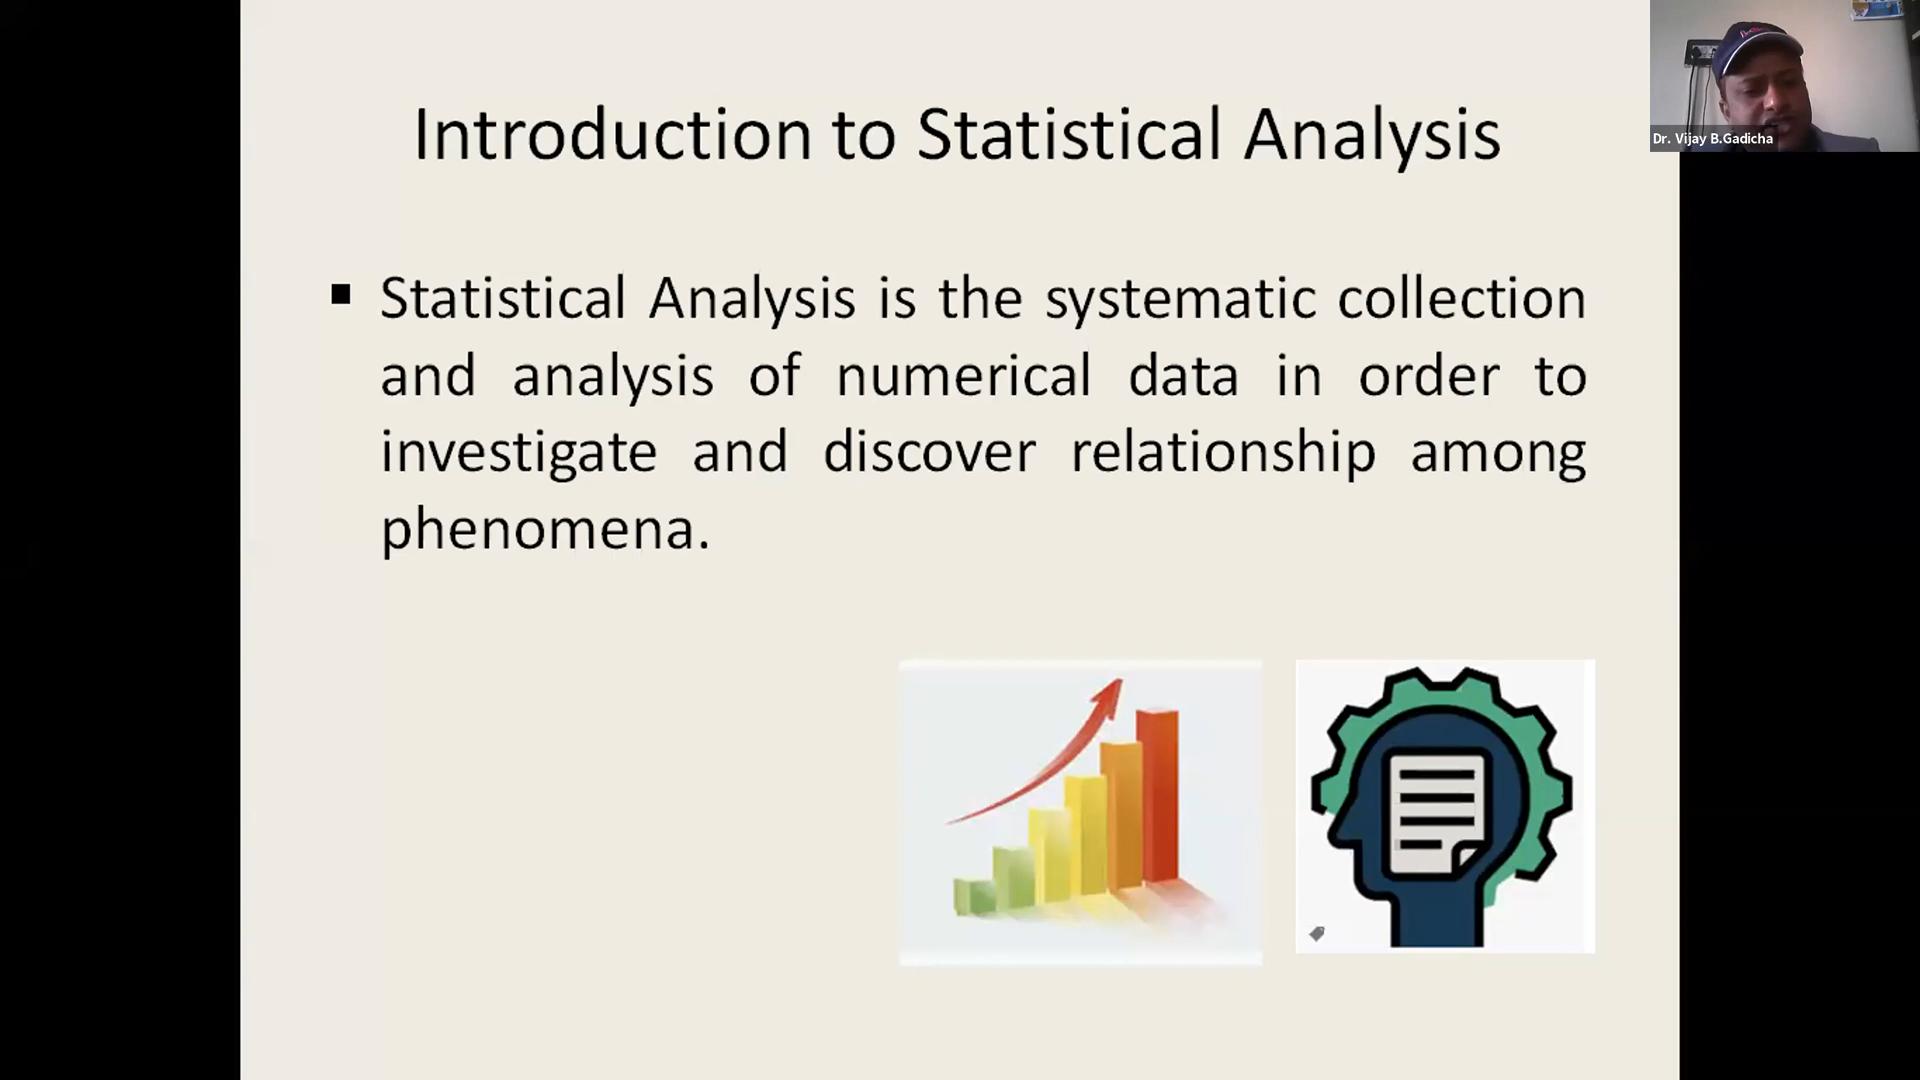 Introduction to Statistical Analysis
Dr. Vijay B.Gadicha
▪ Statistical Analysis is the systematic collection
and analysis of numerical data in order to
investigate and discover relationship among
phenomena.